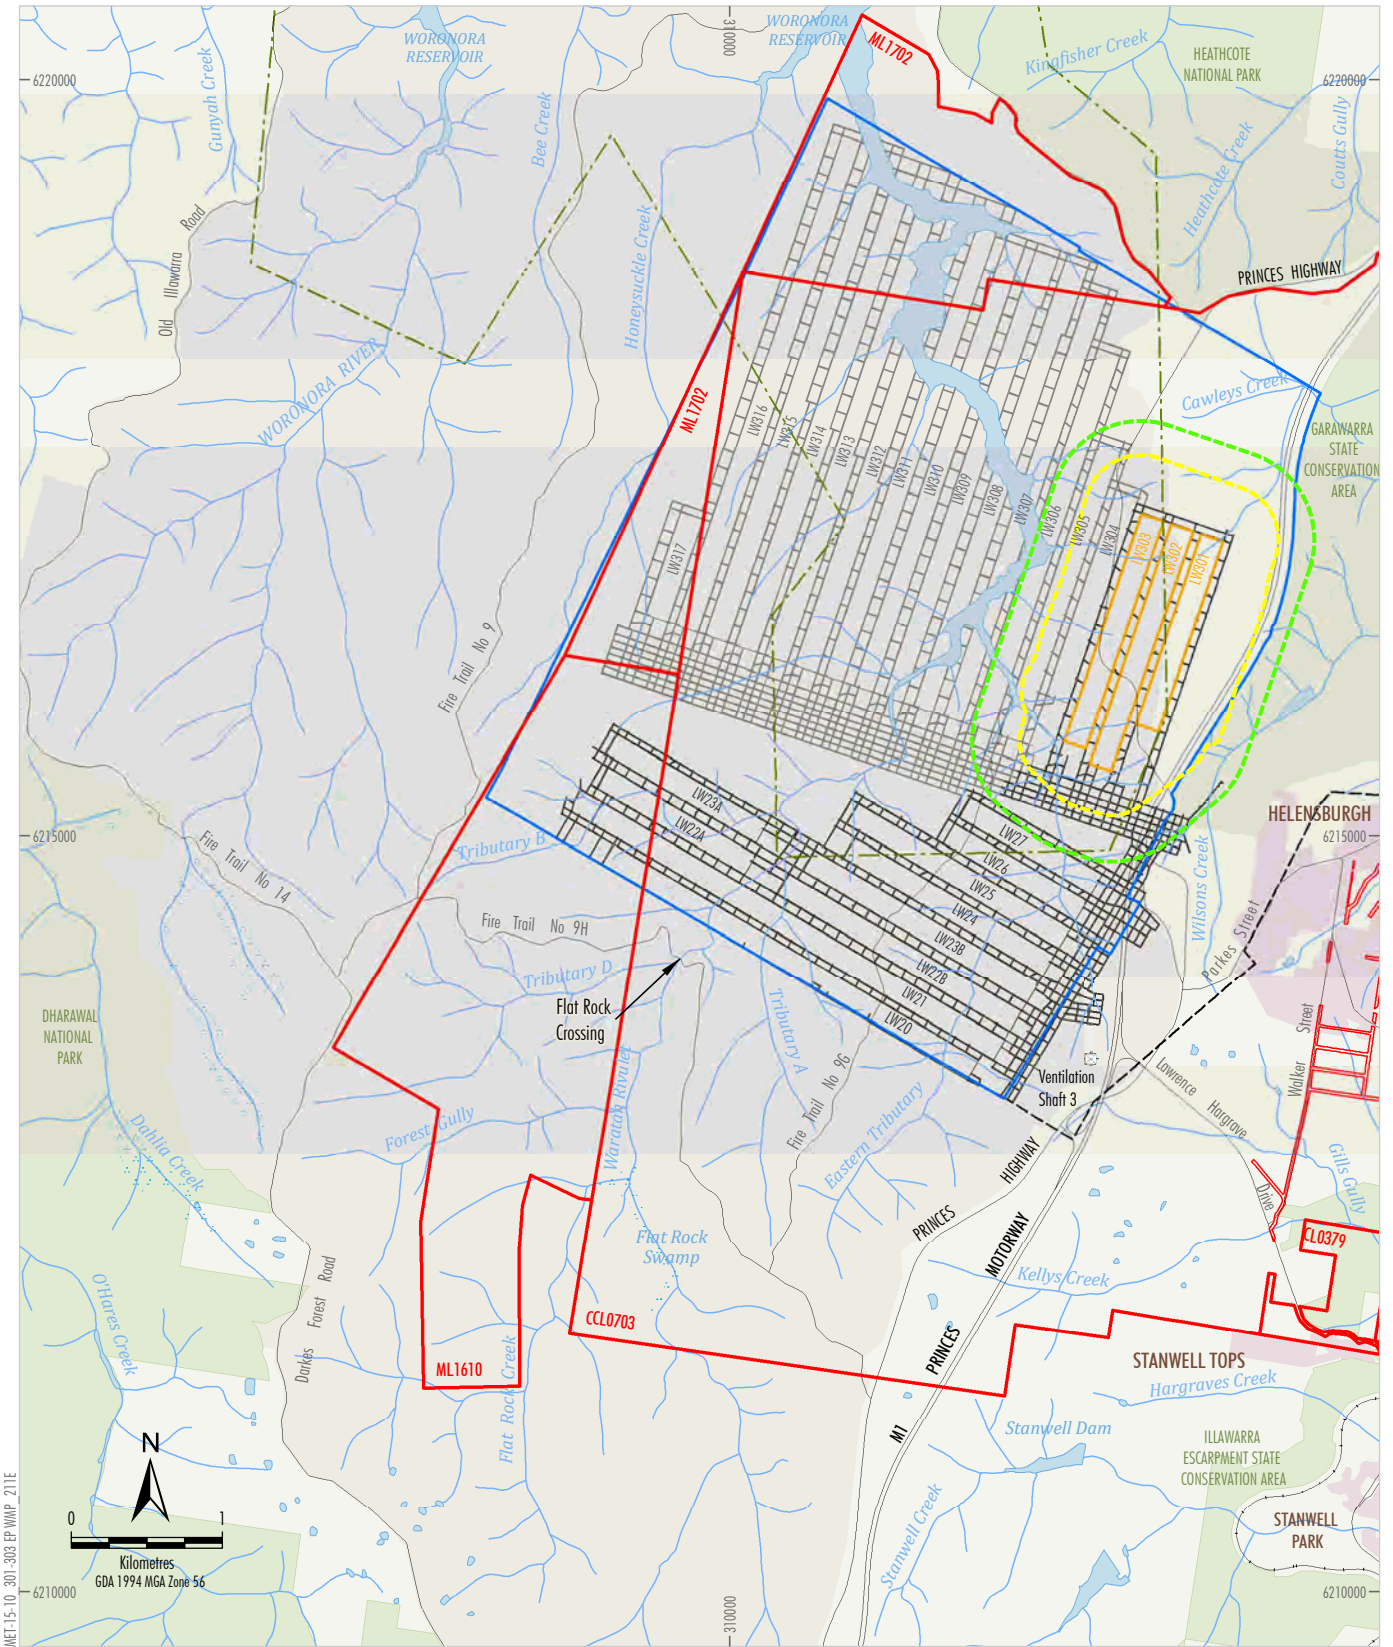 WORONORA
RESERVOIR
WORONORA
RESERVOIR
310000
ML1702
Kingfisher Creek
HEATHCOTE
NATIONAL PARK
6220000
6220000
Gunyah Creek
Bee Creek
Coutts Gully
Heathcote Creek
Old Illawarra Road
Honeysuckle Creek
PRINCES HIGHWAY
WORONORA RIVER
Cawleys Creek
ML1702
GARAWARRA
STATE
CONSERVATION
AREA
LW316
LW315
LW314
LW313
LW312
LW311
LW310
LW309
LW308
LW307
LW306
LW305
LW304
LW303
LW302
LW301
LW317
Fire Trail No 9
LW23A
LW22A
LW27
LW26
LW25
LW24
LW23B
LW22B
LW21
LW20
HELENSBURGH
6215000
6215000
Tributary B
Fire Trail No 14
Fire Trail No 9H
Wilsons Creek
Parkes Street
Tributary D
Flat Rock
Crossing
Tributary A
DHARAWAL
NATIONAL
PARK
Walker Street
Waratah Rivulet
Fire Trail No 9G
Ventilation
Shaft 3
Lawrence Hargrave Drive
Eastern Tributary
Forest Gully
Dahlia Creek
Gills Gully
PRINCES HIGHWAY
Flat Rock
Swamp
CL0379
Kellys Creek
O'Hares Creek
Darkes Forest Road
CCL0703
ML1610
Flat Rock Creek
M1 PRINCES MOTORWAY
STANWELL TOPS
Hargraves Creek
Stanwell Dam
ILLAWARRA
ESCARPMENT STATE
CONSERVATION AREA
Stanwell Creek
STANWELL
PARK
N
0 1
Kilometres
GDA 1994 MGA Zone 56
6210000
6210000
310000
MET-15-10_301-303 EP WMP_211E